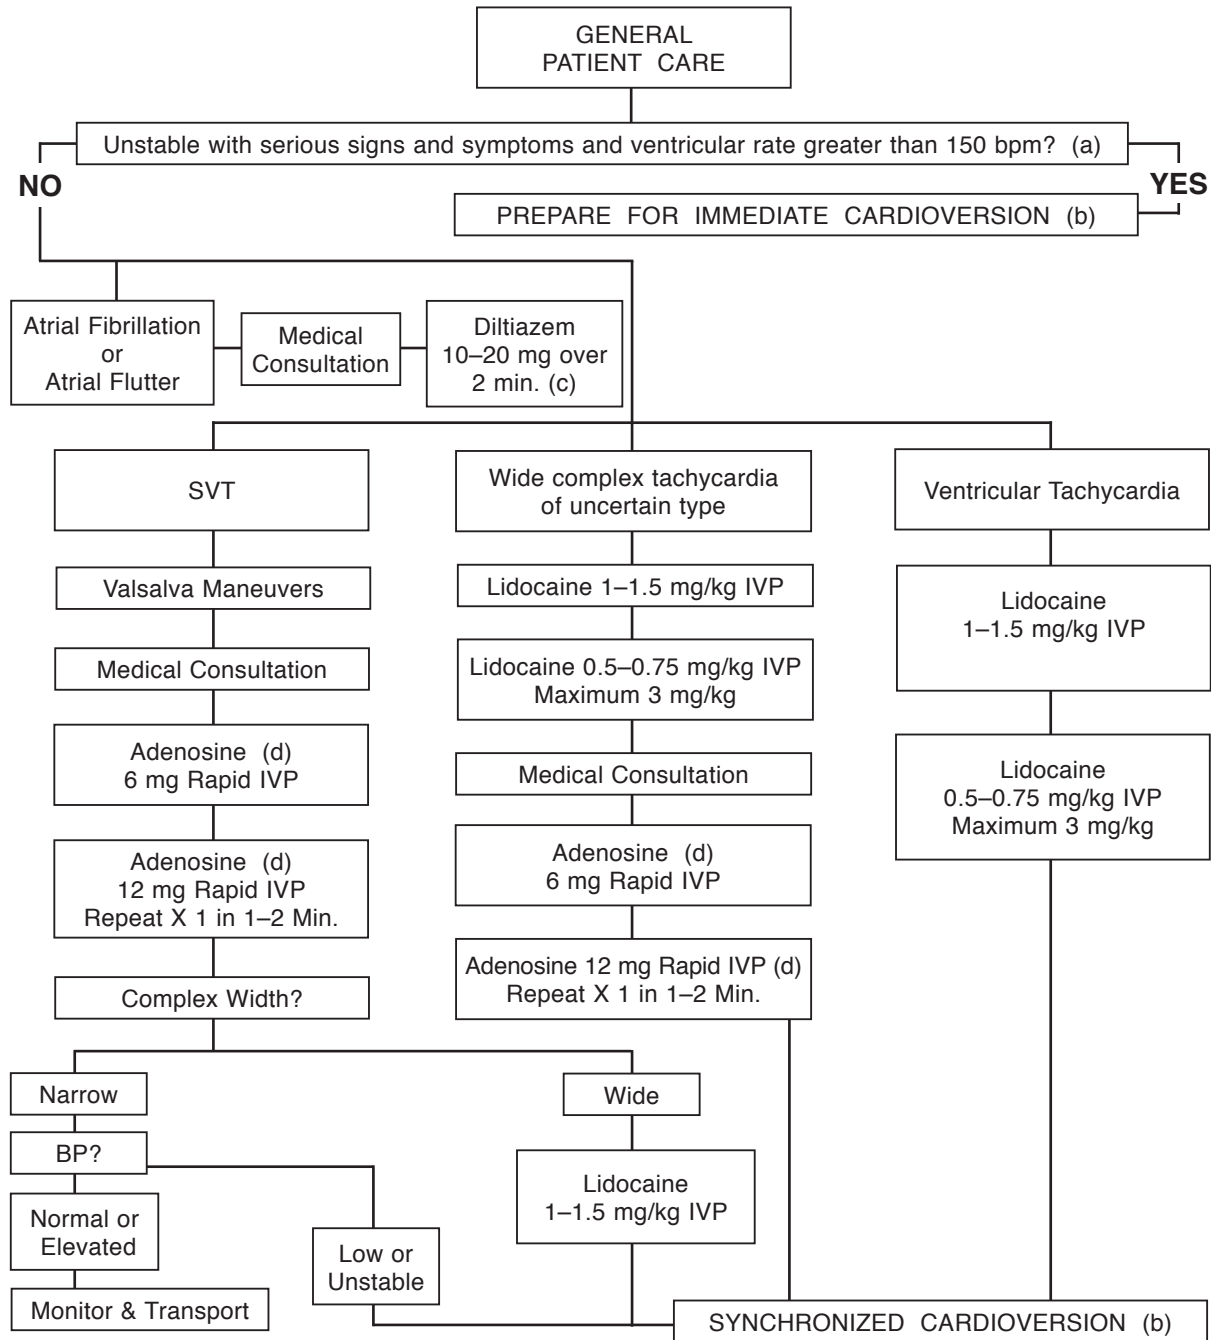 GENERAL
PATIENT CARE
Unstable with serious signs and symptoms and ventricular rate greater than 150 bpm? (a)
NO
YES
PREPARE FOR IMMEDIATE CARDIOVERSION (b)
Atrial Fibrillation
or
Atrial Flutter
Medical
Consultation
Diltiazem
10–20 mg over
2 min. (c)
SVT
Valsalva Maneuvers
Medical Consultation
Adenosine (d)
6 mg Rapid IVP
Adenosine (d)
12 mg Rapid IVP
Repeat X 1 in 1–2 Min.
Complex Width?
Wide complex tachycardia
of uncertain type
Lidocaine 1–1.5 mg/kg IVP
Lidocaine 0.5–0.75 mg/kg IVP
Maximum 3 mg/kg
Medical Consultation
Adenosine (d)
6 mg Rapid IVP
Adenosine 12 mg Rapid IVP (d)
Repeat X 1 in 1–2 Min.
Ventricular Tachycardia
Lidocaine
1–1.5 mg/kg IVP
Lidocaine
0.5–0.75 mg/kg IVP
Maximum 3 mg/kg
Narrow
BP?
Normal or
Elevated
Monitor & Transport
Low or
Unstable
Wide
Lidocaine
1–1.5 mg/kg IVP
SYNCHRONIZED CARDIOVERSION (b)